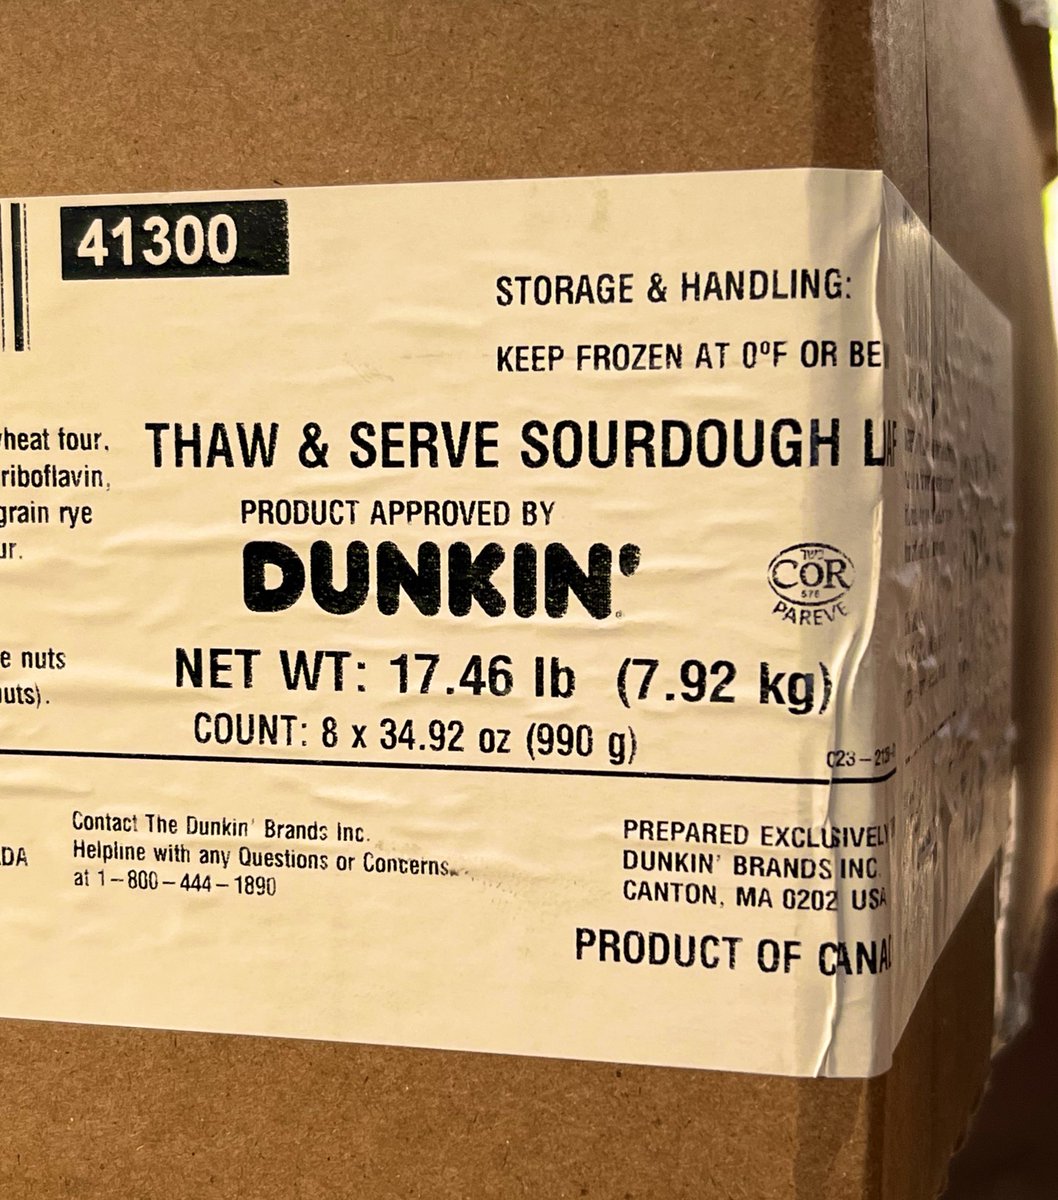 41300
STORAGE & HANDLING:
KEEP FROZEN AT 0ºF OR BE
heat four,
riboflavin,
grain rye
ur.
THAW & SERVE SOURDOUGH
PRODUCT APPROVED BY
DUNKIN'
כשר
COR
576
PAREVE
e nuts
uts).
NET WT: 17.46 lb (7.92 kg)
COUNT: 8 x 34.92 oz (990 g)
DA
Contact The Dunkin' Brands Inc.
Helpline with any Questions or Concerns.
at 1-800-444-1890
PREPARED EXCLUSIVELY
DUNKIN' BRANDS INC.
CANTON, MA 0202 USA
PRODUCT OF CANA